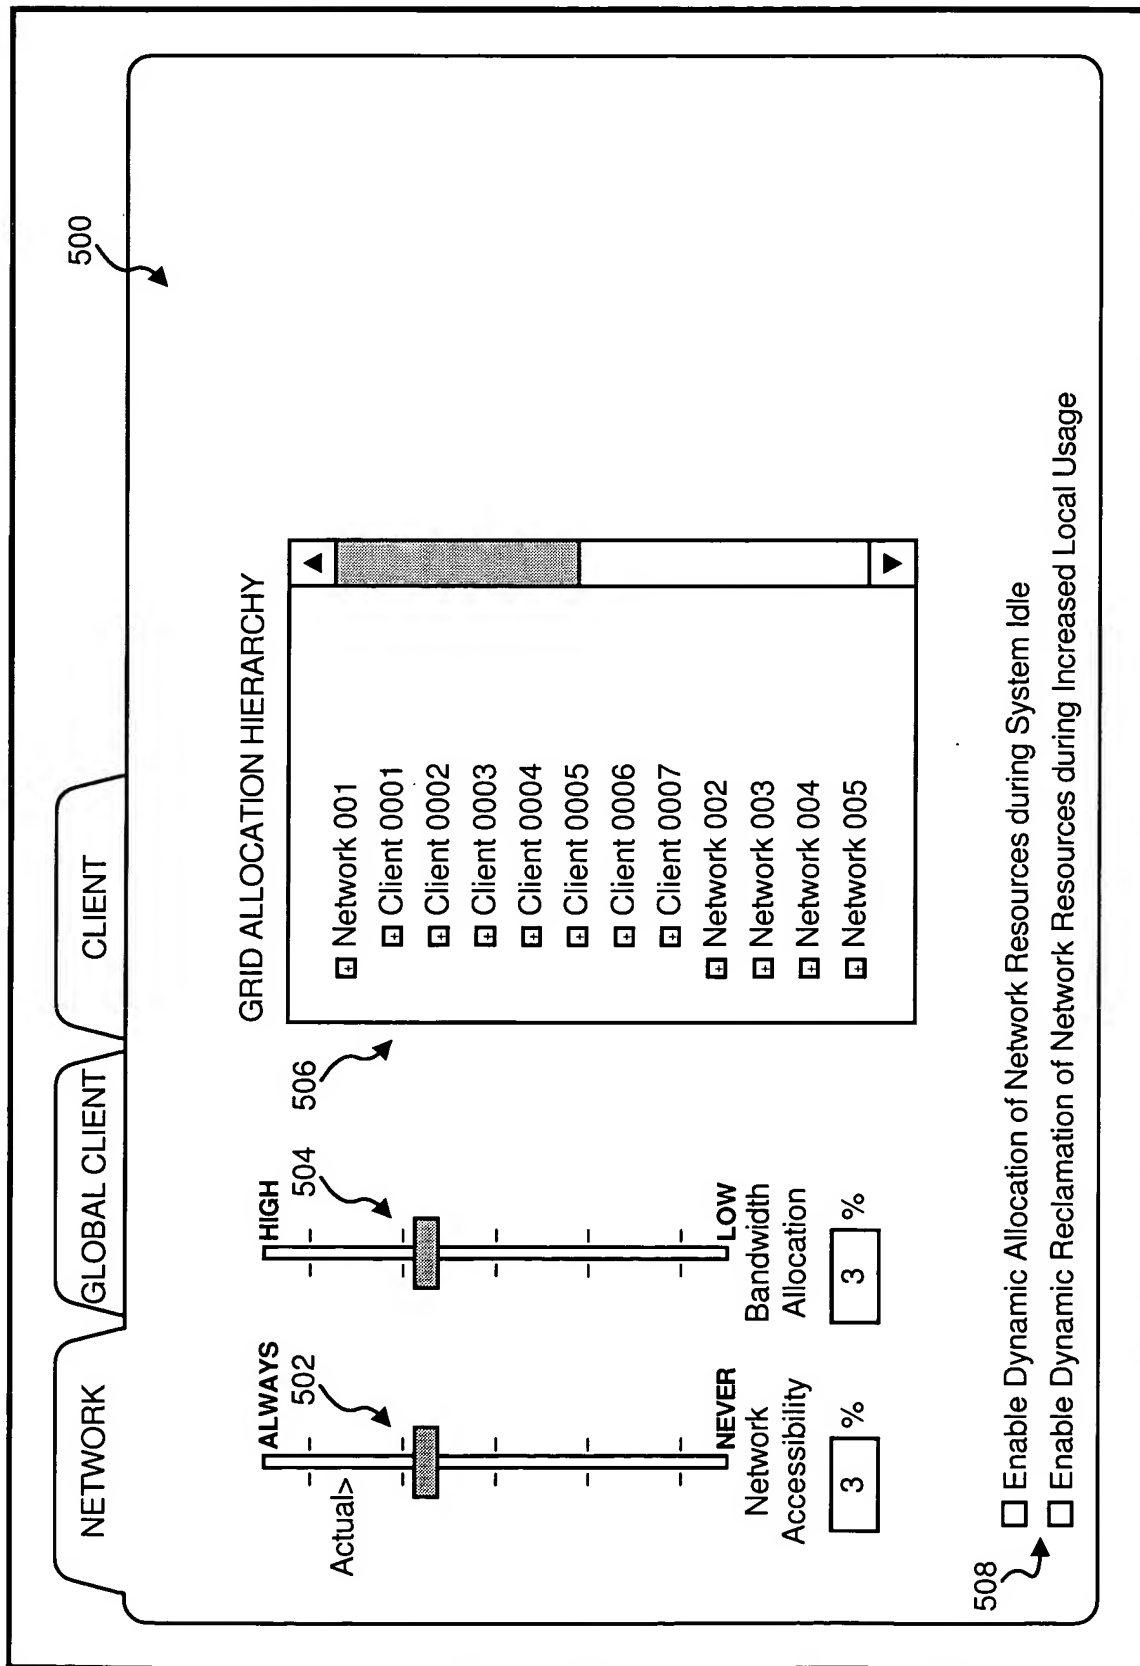 NETWORK
GLOBAL CLIENT
CLIENT
500
ALWAYS
502
Actual>
NEVER
Network
Accessibility
3 %
HIGH
504
LOW
Bandwidth
Allocation
3 %
506
GRID ALLOCATION HIERARCHY
Network 001
Client 0001
Client 0002
Client 0003
Client 0004
Client 0005
Client 0006
Client 0007
Network 002
Network 003
Network 004
Network 005
508
Enable Dynamic Allocation of Network Resources during System Idle
Enable Dynamic Reclamation of Network Resources during Increased Local Usage